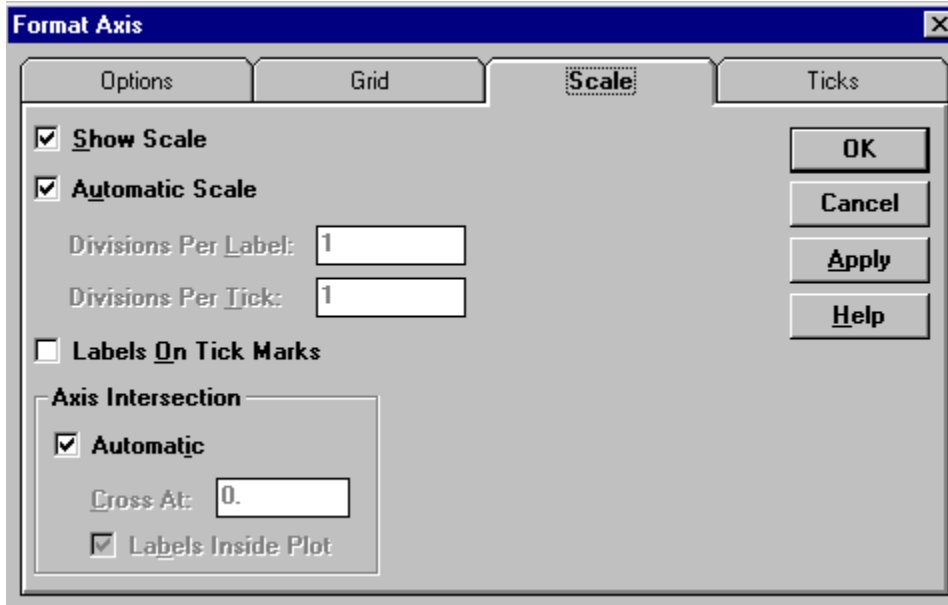 Format Axis
Options Grid Scale Ticks
Show Scale
OK
Automatic Scale
Cancel
Divisions Per Label: 1
Apply
Divisions Per Tick: 1
Help
Labels On Tick Marks
Axis Intersection
Automatic
Cross At: 0.
Labels Inside Plot